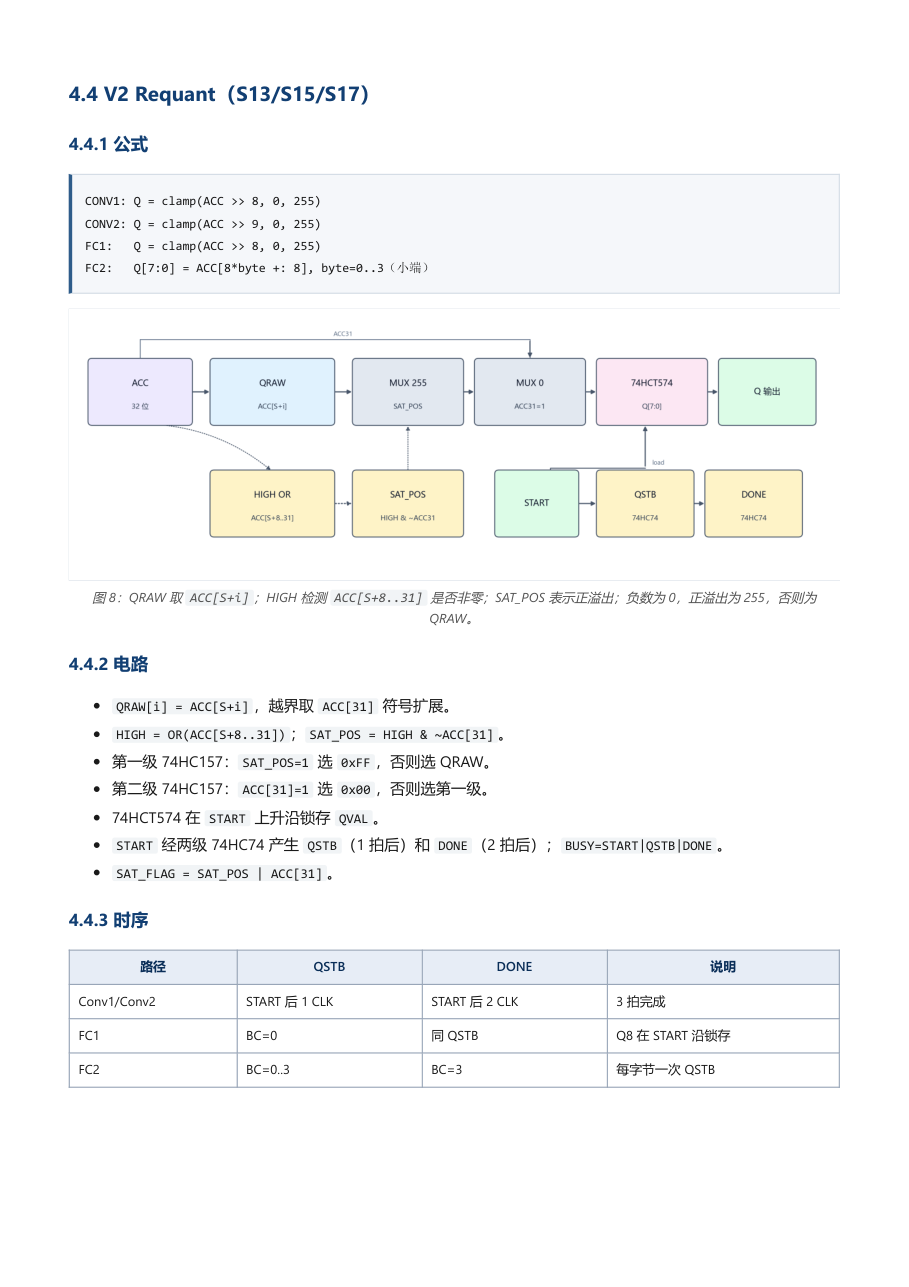 4.4 V2 Requant（S13/S15/S17）
4.4.1 公式
CONV1: Q = clamp(ACC >> 8, 0, 255)
CONV2: Q = clamp(ACC >> 9, 0, 255)
FC1:   Q = clamp(ACC >> 8, 0, 255)
FC2:   Q[7:0] = ACC[8*byte +: 8], byte=0..3（小端）
ACC31
ACC
32 位
QRAW
ACC[S+i]
MUX 255
SAT_POS
MUX 0
ACC31=1
74HCT574
Q[7:0]
Q 输出
load
HIGH OR
ACC[S+8..31]
SAT_POS
HIGH & ~ACC31
START
QSTB
74HC74
DONE
74HC74
图 8：QRAW 取 ACC[S+i]；HIGH 检测 ACC[S+8..31] 是否非零；SAT_POS 表示正溢出；负数为 0，正溢出为 255，否则为
QRAW。
4.4.2 电路
• QRAW[i] = ACC[S+i]，越界取 ACC[31] 符号扩展。
• HIGH = OR(ACC[S+8..31])；SAT_POS = HIGH & ~ACC[31]。
• 第一级 74HC157：SAT_POS=1 选 0xFF，否则选 QRAW。
• 第二级 74HC157：ACC[31]=1 选 0x00，否则选第一级。
• 74HCT574 在 START 上升沿锁存 QVAL。
• START 经两级 74HC74 产生 QSTB（1 拍后）和 DONE（2 拍后）；BUSY=START|QSTB|DONE。
• SAT_FLAG = SAT_POS | ACC[31]。
4.4.3 时序
路径 QSTB DONE 说明
Conv1/Conv2 START 后 1 CLK START 后 2 CLK 3 拍完成
FC1 BC=0 同 QSTB Q8 在 START 沿锁存
FC2 BC=0..3 BC=3 每字节一次 QSTB